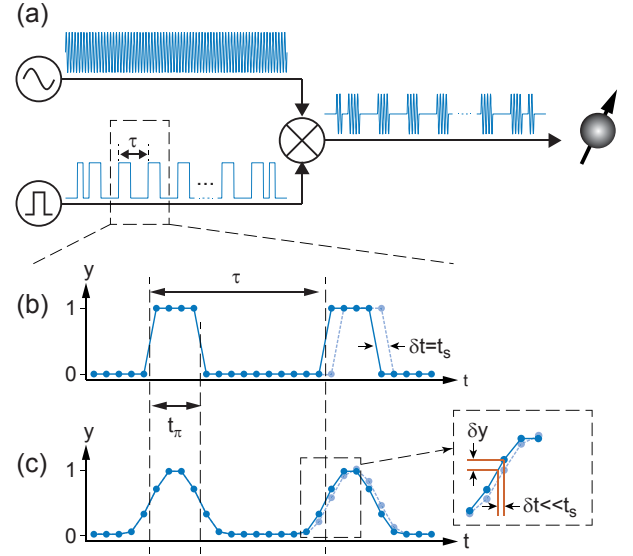 (a)
τ
...
......
......
(b)
y
τ
1
0
δt=tₛ
t
tπ
(c)
y
1
0
t
δy
δt<<tₛ